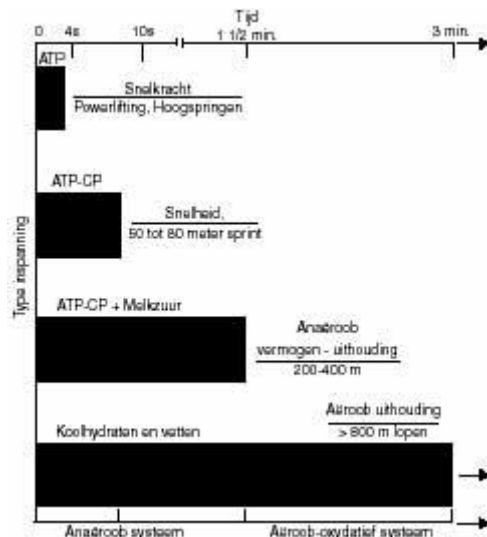 Tijd
0 4s 10s 1 1/2 min. 3 min.
ATP
Snelkracht
Powerlifting, Hoogspringen
ATP-CP
Snelheid,
50 tot 80 meter sprint
Type inspanning
ATP-CP + Melkzuur
Anaëroob
vermogen - uithouding
200-400 m
Koolhydraten en vetten
Aëroob uithouding
> 800 m lopen
Anaëroob systeem
Aëroob-oxydatief systeem